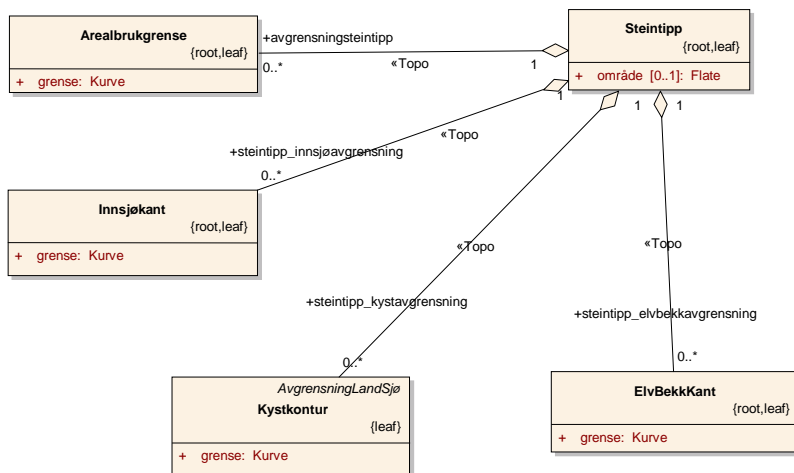 Arealbrukgrense
{root,leaf}
+ grense: Kurve
+avgrensningsteintipp
0..*
«Topo
1
Steintipp
{root,leaf}
+ område [0..1]: Flate
1
«Topo
+steintipp_innsjøavgrensning
0..*
1
1
Innsjøkant
{root,leaf}
+ grense: Kurve
«Topo
«Topo
+steintipp_kystavgrensning
+steintipp_elvbekkavgrensning
0..*
0..*
AvgrensningLandSjø
Kystkontur
{leaf}
+ grense: Kurve
ElvBekkKant
{root,leaf}
+ grense: Kurve